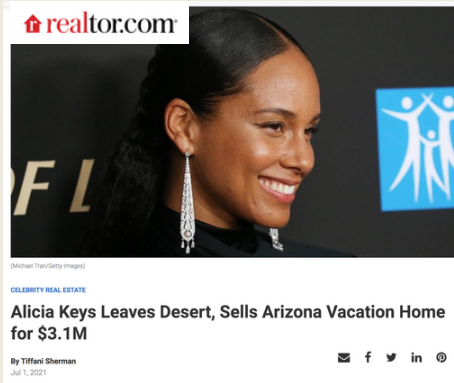 realtor.com
OF L
(Michael Tran/Getty Images)
CELEBRITY REAL ESTATE
Alicia Keys Leaves Desert, Sells Arizona Vacation Home
for $3.1M
By Tiffani Sherman
Jul 1, 2021